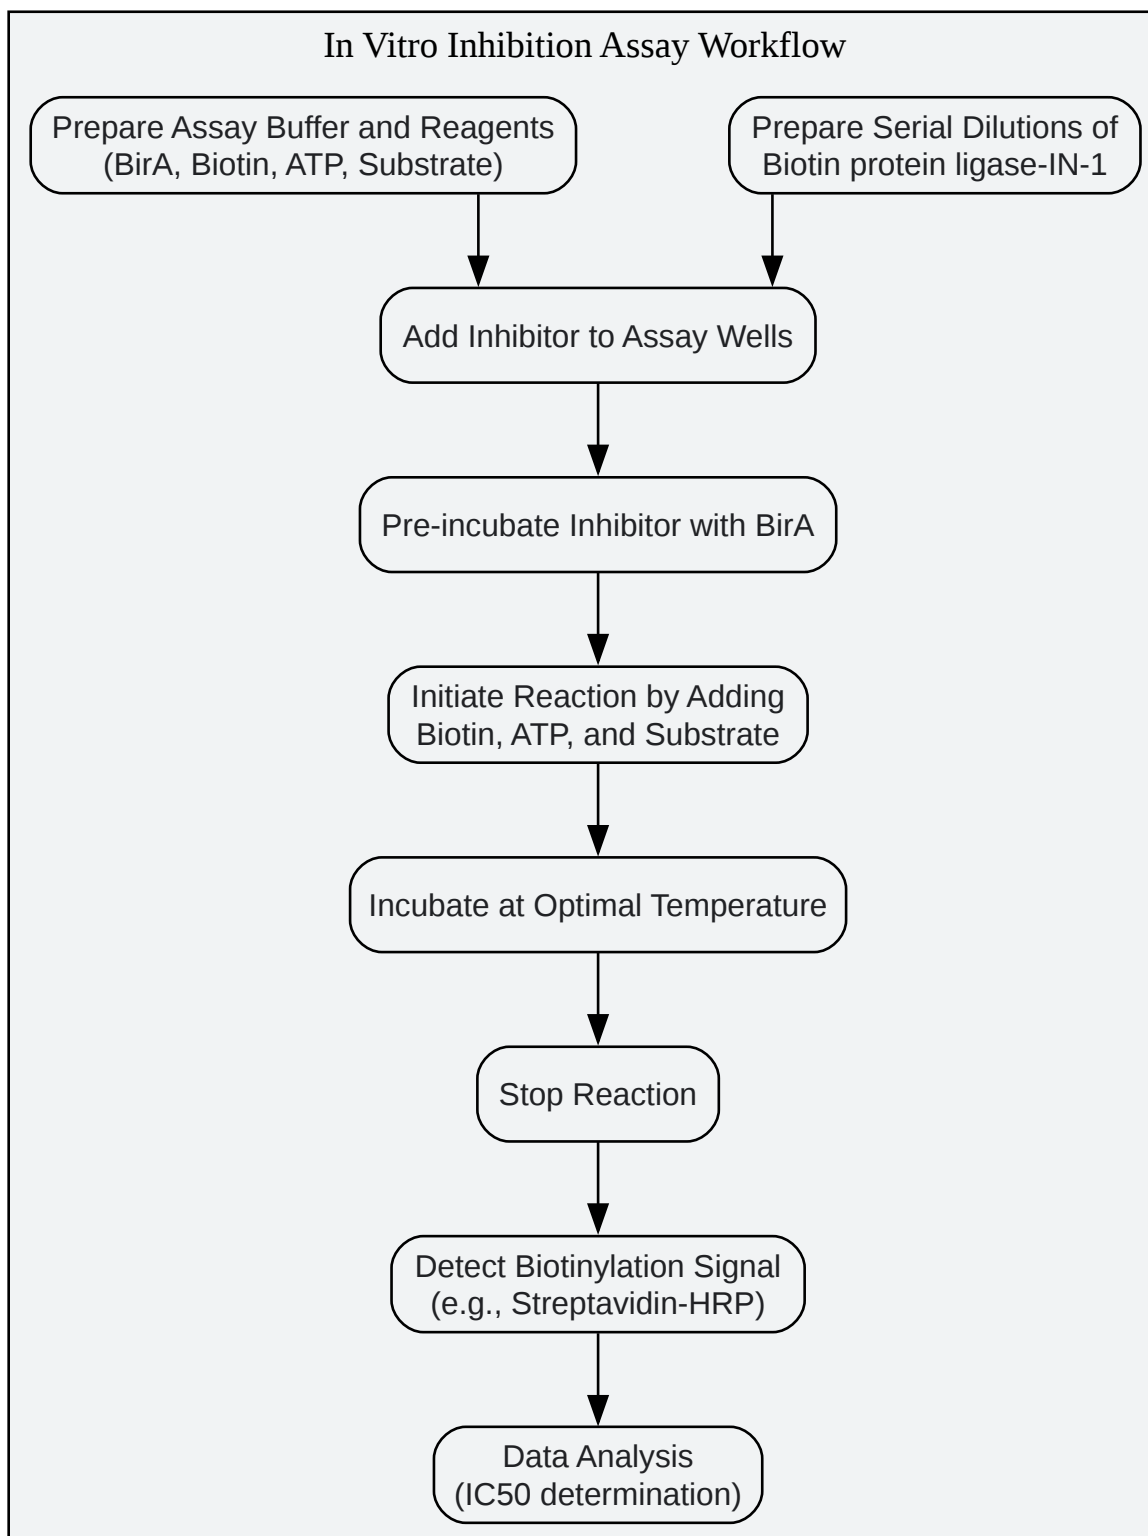 In Vitro Inhibition Assay Workflow
Prepare Assay Buffer and Reagents
(BirA, Biotin, ATP, Substrate)
Prepare Serial Dilutions of
Biotin protein ligase-IN-1
Add Inhibitor to Assay Wells
Pre-incubate Inhibitor with BirA
Initiate Reaction by Adding
Biotin, ATP, and Substrate
Incubate at Optimal Temperature
Stop Reaction
Detect Biotinylation Signal
(e.g., Streptavidin-HRP)
Data Analysis
(IC50 determination)